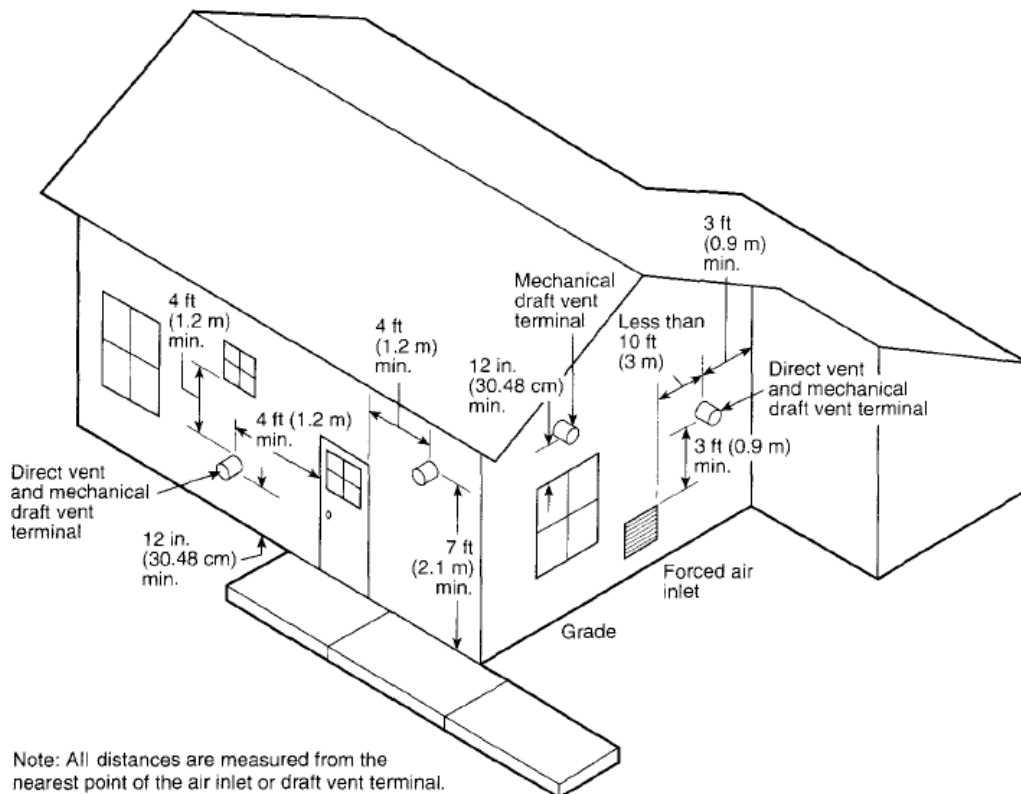 3 ft
(0.9 m)
min.
Mechanical
draft vent
terminal
Less than
10 ft
(3 m)
4 ft
(1.2 m)
min.
4 ft
(1.2 m)
min.
12 in.
(30.48 cm)
min.
Direct vent
and mechanical
draft vent terminal
4 ft (1.2 m)
min.
3 ft (0.9 m)
min.
Direct vent
and mechanical
draft vent
terminal
12 in.
(30.48 cm)
min.
7 ft
(2.1 m)
min.
Forced air
inlet
Grade
Note: All distances are measured from the
nearest point of the air inlet or draft vent terminal.